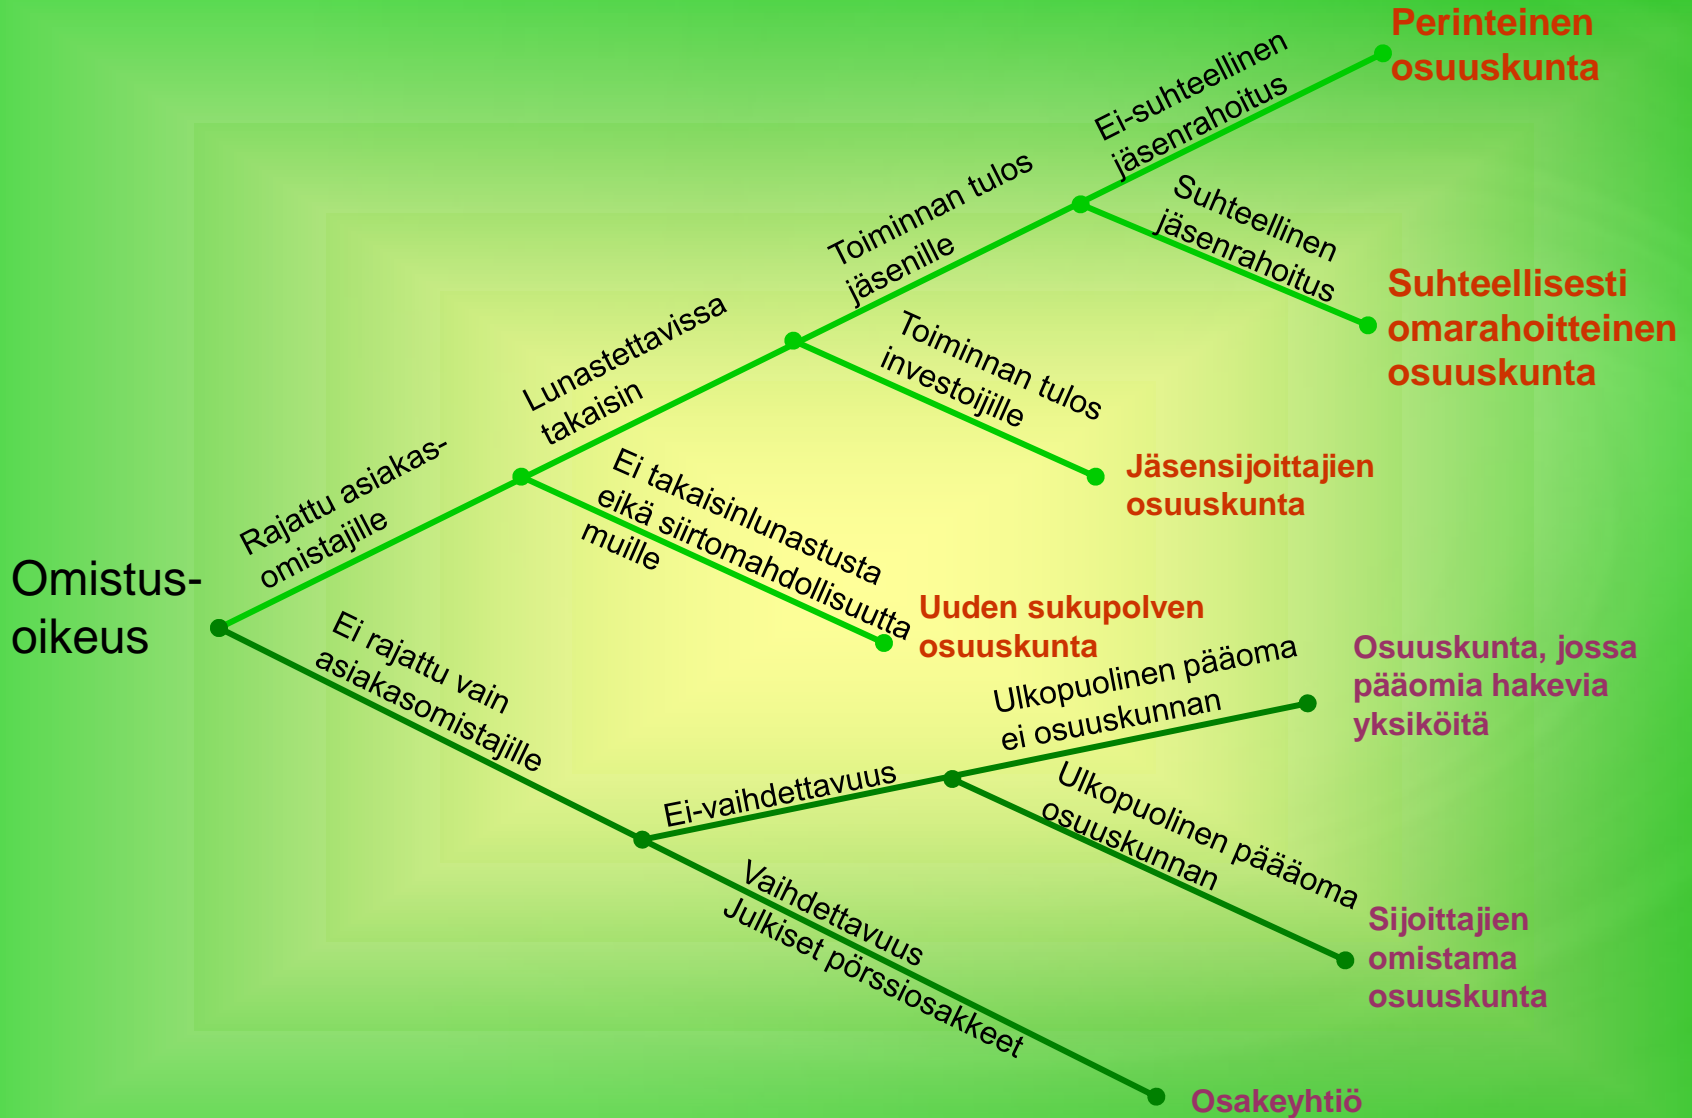 Perinteinen
osuuskunta
Ei-suhteellinen
jäsenrahoitus
Suhteellinen
jäsenrahoitus
Toiminnan tulos
jäsenille
Suhteellisesti
omarahoitteinen
osuuskunta
Lunastettavissa
takaisin
Toiminnan tulos
investoijille
Jäsensijoittajien
osuuskunta
Rajattu asiakas-
omistajille
Ei takaisinlunastusta
eikä siirtomahdollisuutta
muille
Omistus-
oikeus
Uuden sukupolven
osuuskunta
Ei rajattu vain
asiakasomistajille
Ulkopuolinen pääoma
ei osuuskunnan
Osuuskunta, jossa
pääomia hakevia
yksiköitä
Ei-vaihdettavuus
Ulkopuolinen päääoma
osuuskunnan
Vaihdettavuus
Julkiset pörssiosakkeet
Sijoittajien
omistama
osuuskunta
Osakeyhtiö